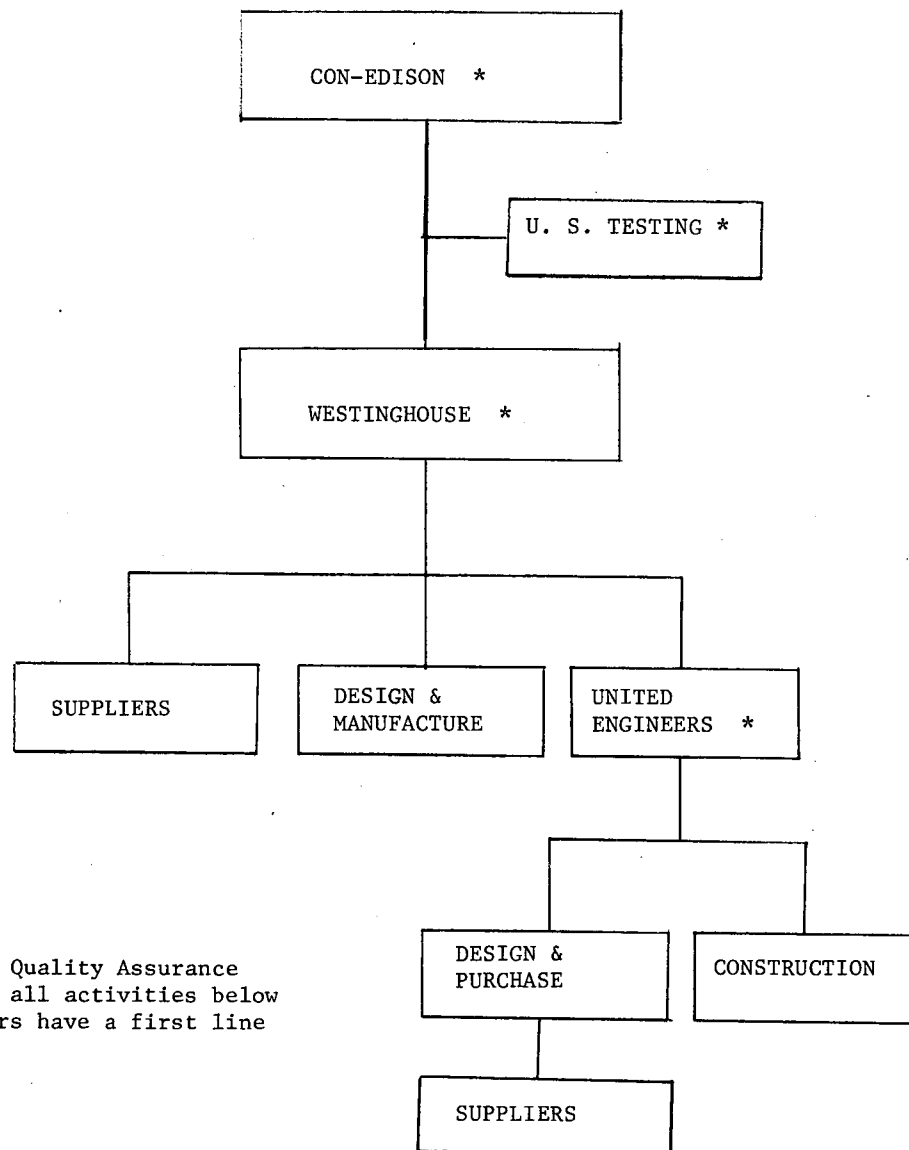 CON-EDISON *
U. S. TESTING *
WESTINGHOUSE *
SUPPLIERS
DESIGN &
MANUFACTURE
UNITED
ENGINEERS *
DESIGN &
PURCHASE
CONSTRUCTION
Quality Assurance
all activities below
rs have a first line
SUPPLIERS